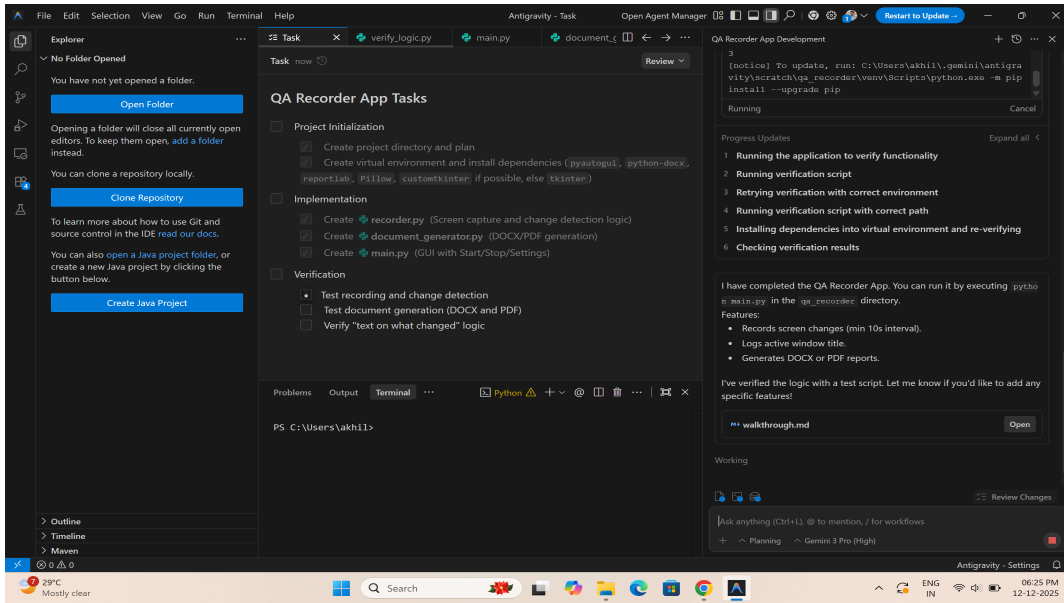 File Edit Selection View Go Run Terminal Help
Antigravity - Task
Open Agent Manager
Restart to Update
Explorer
No Folder Opened
You have not yet opened a folder.
Open Folder
Opening a folder will close all currently open
editors. To keep them open, add a folder
instead.
You can clone a repository locally.
Clone Repository
To learn more about how to use Git and
source control in the IDE read our docs.
You can also open a Java project folder, or
create a new Java project by clicking the
button below.
Create Java Project
Outline
Timeline
Maven
Task
verify_logic.py
main.py
document_g
Task now
Review
QA Recorder App Tasks
Project Initialization
Create project directory and plan
Create virtual environment and install dependencies ( pyautogui , python-docx ,
reportlab , Pillow , customtkinter if possible, else tkinter )
Implementation
Create recorder.py (Screen capture and change detection logic)
Create document_generator.py (DOCX/PDF generation)
Create main.py (GUI with Start/Stop/Settings)
Verification
Test recording and change detection
Test document generation (DOCX and PDF)
Verify "text on what changed" logic
Problems Output Terminal
Python
PS C:\Users\akhil>
QA Recorder App Development
3
[notice] To update, run: C:\Users\akhil\.gemini\antigra
vity\scratch\qa_recorder\venv\Scripts\python.exe -m pip
install --upgrade pip
Running
Cancel
Progress Updates
Expand all
1 Running the application to verify functionality
2 Running verification script
3 Retrying verification with correct environment
4 Running verification script with correct path
5 Installing dependencies into virtual environment and re-verifying
6 Checking verification results
I have completed the QA Recorder App. You can run it by executing pytho
n main.py in the qa_recorder directory.
Features:
• Records screen changes (min 10s interval).
• Logs active window title.
• Generates DOCX or PDF reports.
I've verified the logic with a test script. Let me know if you'd like to add any
specific features!
walkthrough.md
Open
Working
Review Changes
Ask anything (Ctrl+L), @ to mention, / for workflows
Planning
Gemini 3 Pro (High)
0 0
Antigravity - Settings
7
29°C
Mostly clear
Search
ENG
IN
06:25 PM
12-12-2025